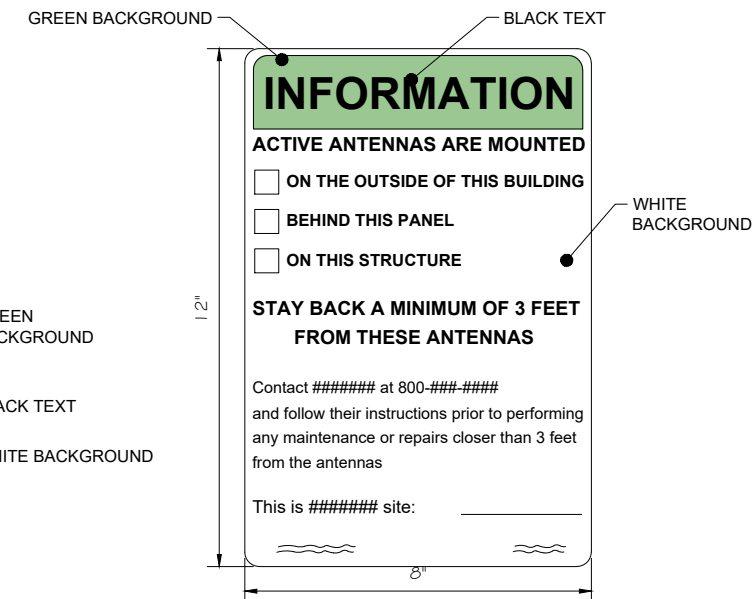 GREEN BACKGROUND
BLACK TEXT
INFORMATION
ACTIVE ANTENNAS ARE MOUNTED
ON THE OUTSIDE OF THIS BUILDING
BEHIND THIS PANEL
ON THIS STRUCTURE
WHITE
BACKGROUND
12"
STAY BACK A MINIMUM OF 3 FEET
FROM THESE ANTENNAS
Contact ####### at 800-###-####
and follow their instructions prior to performing
any maintenance or repairs closer than 3 feet
from the antennas
This is ####### site:
8"
EEN
CKGROUND
ACK TEXT
ITE BACKGROUND